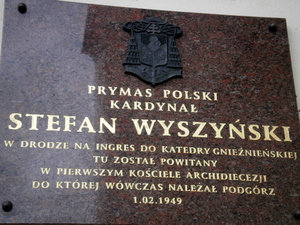 PRYMAS POLSKI
KARDYNAŁ
STEFAN WYSZYŃSKI
W DRODZE NA INGRES DO KATEDRY GNIEŹNIEŃSKIEJ
TU ZOSTAŁ POWITANY
W PIERWSZYM KOŚCIELE ARCHIDIECEZJI
DO KTÓREJ WÓWCZAS NALEŻAŁ PODGÓRZ
1.02.1949